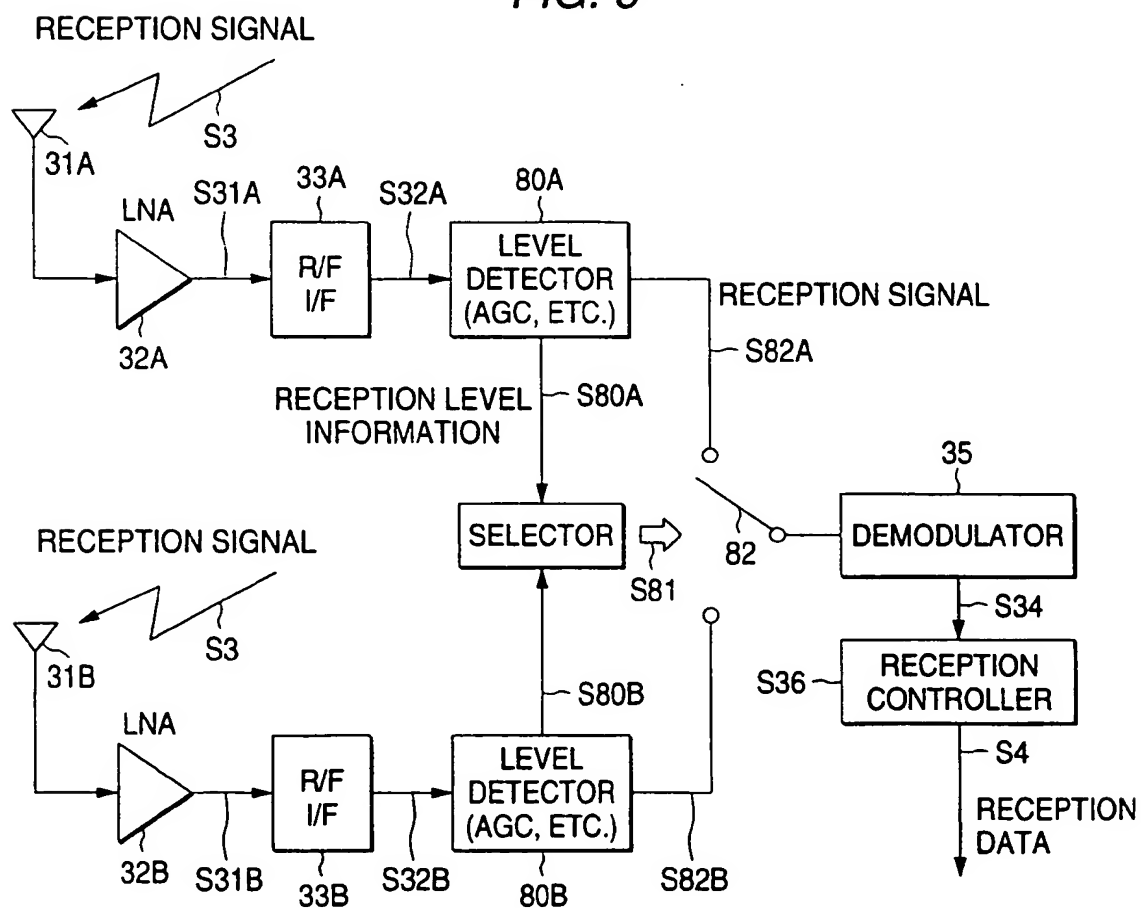 RECEPTION SIGNAL
S3
31A
LNA
S31A
33A
S32A
80A
R/F
I/F
LEVEL
DETECTOR
(AGC, ETC.)
RECEPTION SIGNAL
32A
S82A
RECEPTION LEVEL
INFORMATION
S80A
35
SELECTOR
S81
82
DEMODULATOR
RECEPTION SIGNAL
S3
31B
S34
S36
RECEPTION
CONTROLLER
S80B
LNA
R/F
I/F
LEVEL
DETECTOR
(AGC, ETC.)
S4
RECEPTION
DATA
32B
S31B
33B
S32B
80B
S82B